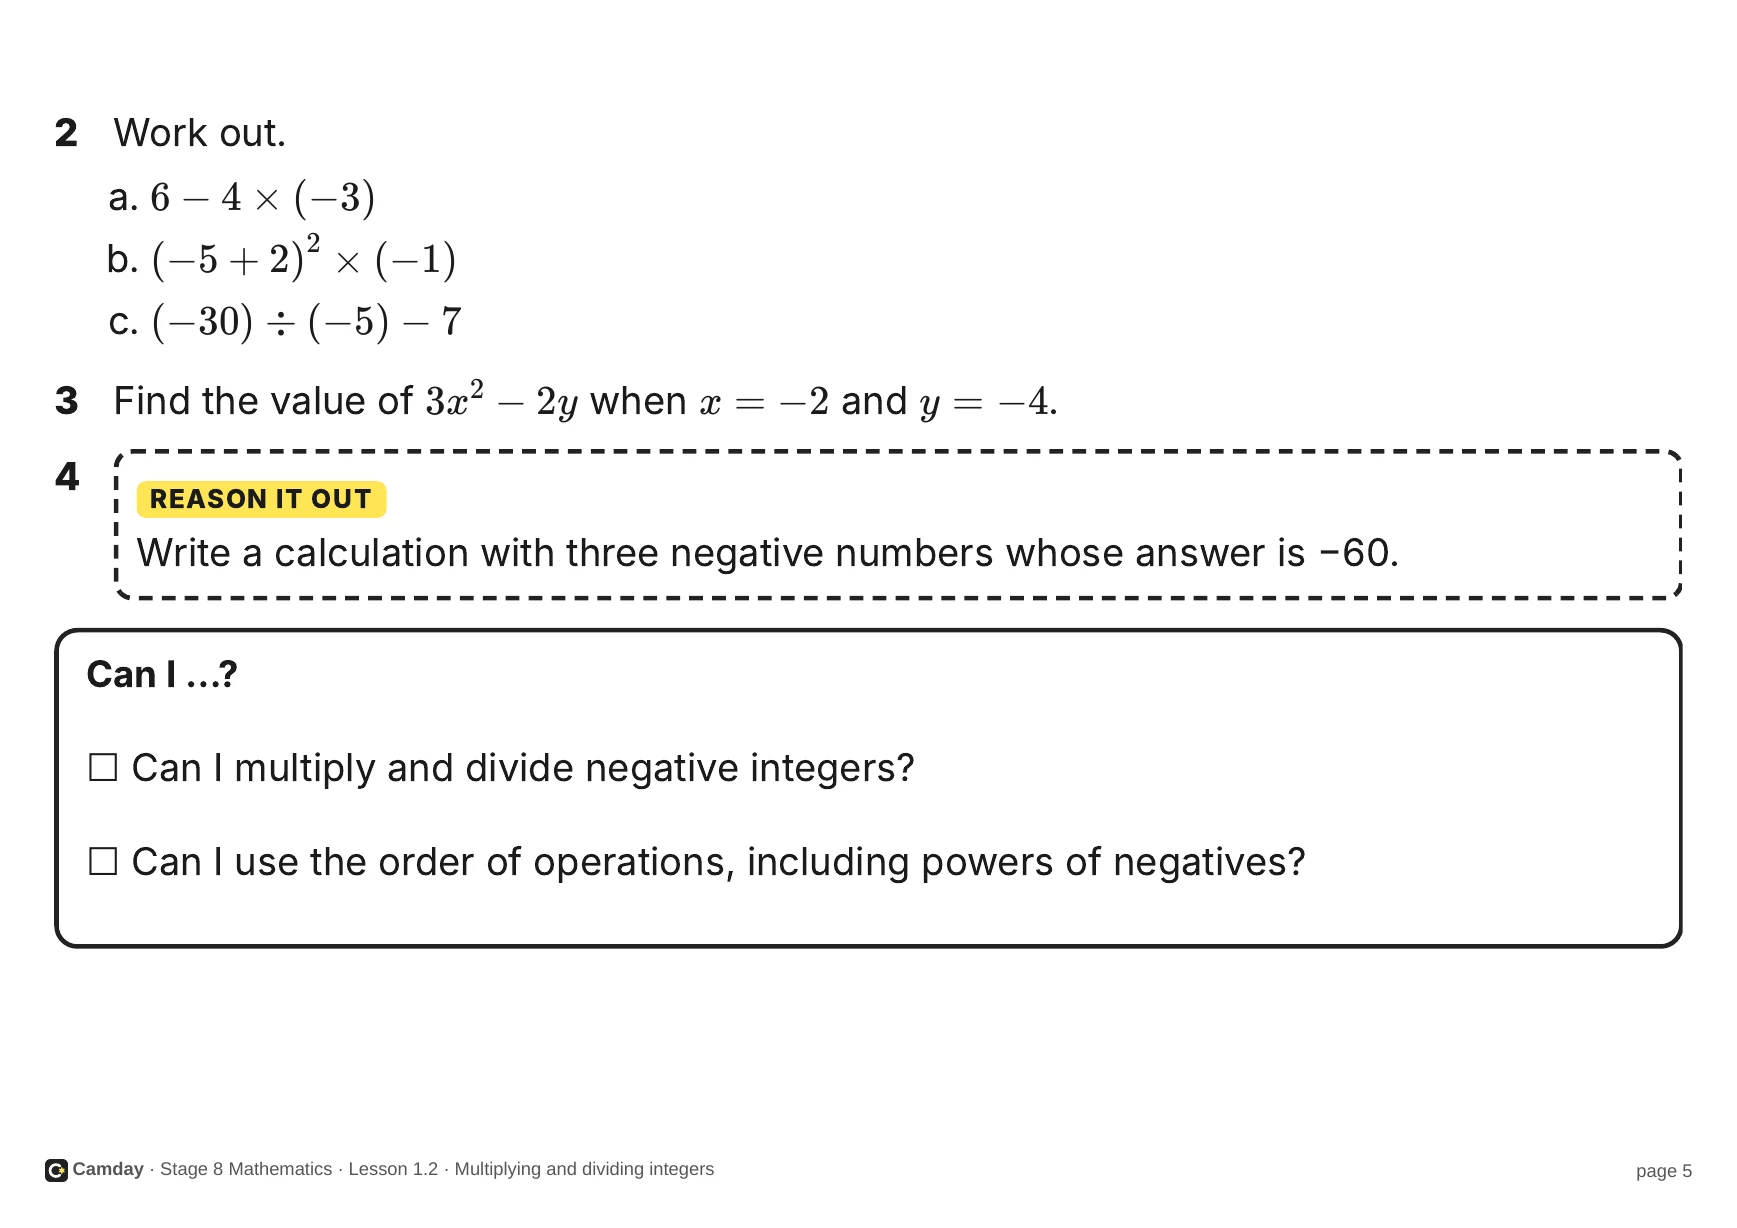 2 Work out.
a. 6 − 4 × (−3)
b. (−5 + 2)² × (−1)
c. (−30) ÷ (−5) − 7
3 Find the value of 3x² − 2y when x = −2 and y = −4.
4
REASON IT OUT
Write a calculation with three negative numbers whose answer is −60.
Can I …?
☐ Can I multiply and divide negative integers?
☐ Can I use the order of operations, including powers of negatives?
Camday · Stage 8 Mathematics · Lesson 1.2 · Multiplying and dividing integers
page 5